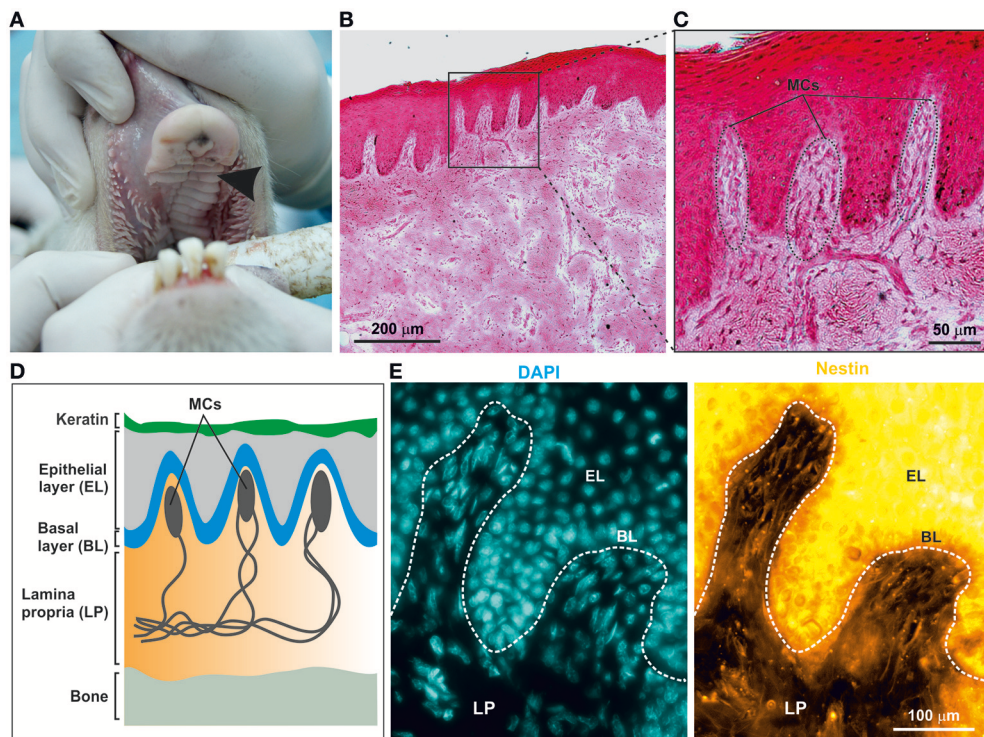 A
B
C
MCs
200 μm
50 μm
D
E
DAPI
Nestin
MCs
Keratin
Epithelial
layer (EL)
Basal
layer (BL)
Lamina
propria (LP)
Bone
EL
BL
LP
EL
BL
LP
100 μm